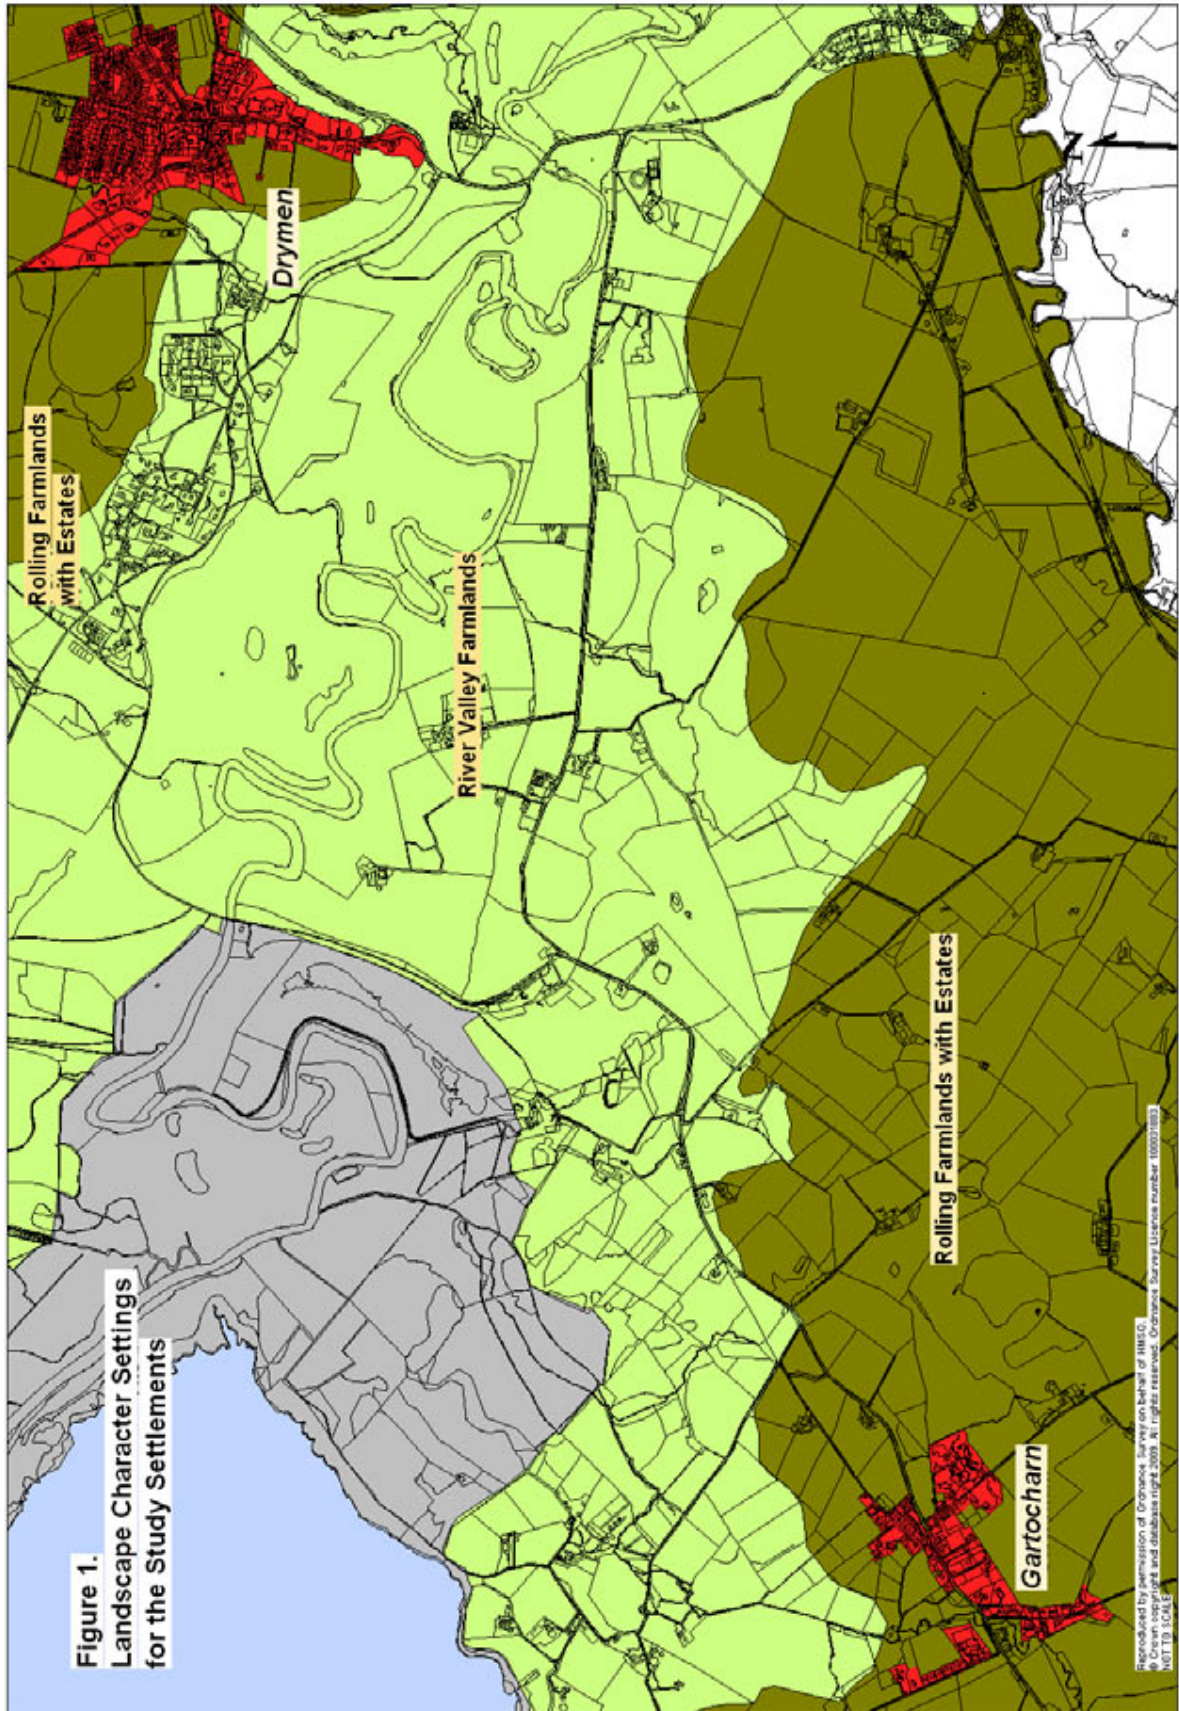 Figure 1.
Landscape Character Settings
for the Study Settlements
Rolling Farmlands
with Estates
Drymen
River Valley Farmlands
Rolling Farmlands with Estates
Gartocharn
N
Reproduced by permission of Ordnance Survey on behalf of HMSO.
© Crown copyright and database right 2009. All rights reserved. Ordnance Survey Licence number 100031883
NOT TO SCALE